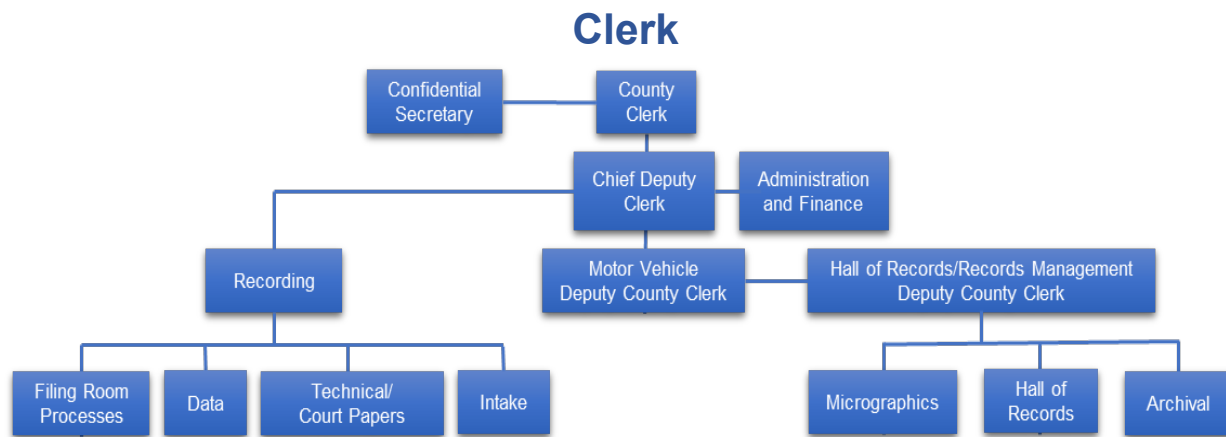 Clerk
Confidential
Secretary
County
Clerk
Chief Deputy
Clerk
Administration
and Finance
Recording
Motor Vehicle
Deputy County Clerk
Hall of Records/Records Management
Deputy County Clerk
Filing Room
Processes
Data
Technical/
Court Papers
Intake
Micrographics
Hall of
Records
Archival